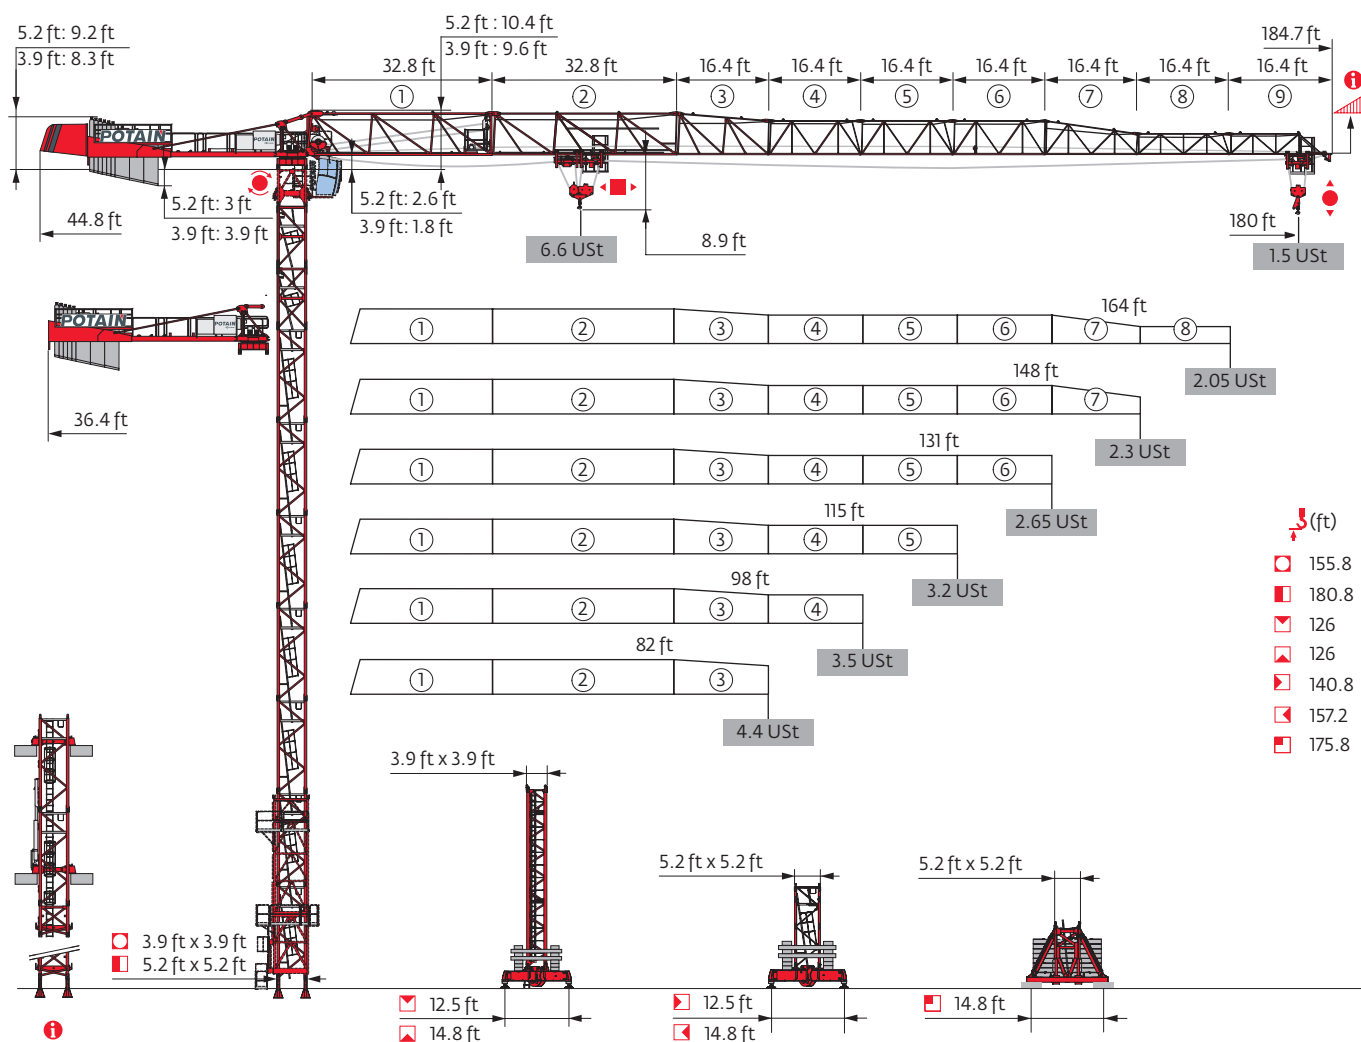 5.2 ft: 9.2 ft
3.9 ft: 8.3 ft
5.2 ft : 10.4 ft
3.9 ft : 9.6 ft
184.7 ft
32.8 ft
32.8 ft
16.4 ft
16.4 ft
16.4 ft
16.4 ft
16.4 ft
16.4 ft
16.4 ft
1
2
3
4
5
6
7
8
9
i
POTAIN
44.8 ft
5.2 ft: 3 ft
3.9 ft: 3.9 ft
5.2 ft: 2.6 ft
3.9 ft: 1.8 ft
6.6 USt
8.9 ft
180 ft
1.5 USt
POTAIN
POTAIN
36.4 ft
164 ft
1
2
3
4
5
6
7
8
2.05 USt
148 ft
1
2
3
4
5
6
7
2.3 USt
131 ft
1
2
3
4
5
6
2.65 USt
115 ft
1
2
3
4
5
3.2 USt
98 ft
1
2
3
4
3.5 USt
82 ft
1
2
3
4.4 USt
(ft)
155.8
180.8
126
126
140.8
157.2
175.8
3.9 ft x 3.9 ft
5.2 ft x 5.2 ft
5.2 ft x 5.2 ft
3.9 ft x 3.9 ft
5.2 ft x 5.2 ft
12.5 ft
14.8 ft
12.5 ft
14.8 ft
14.8 ft
i